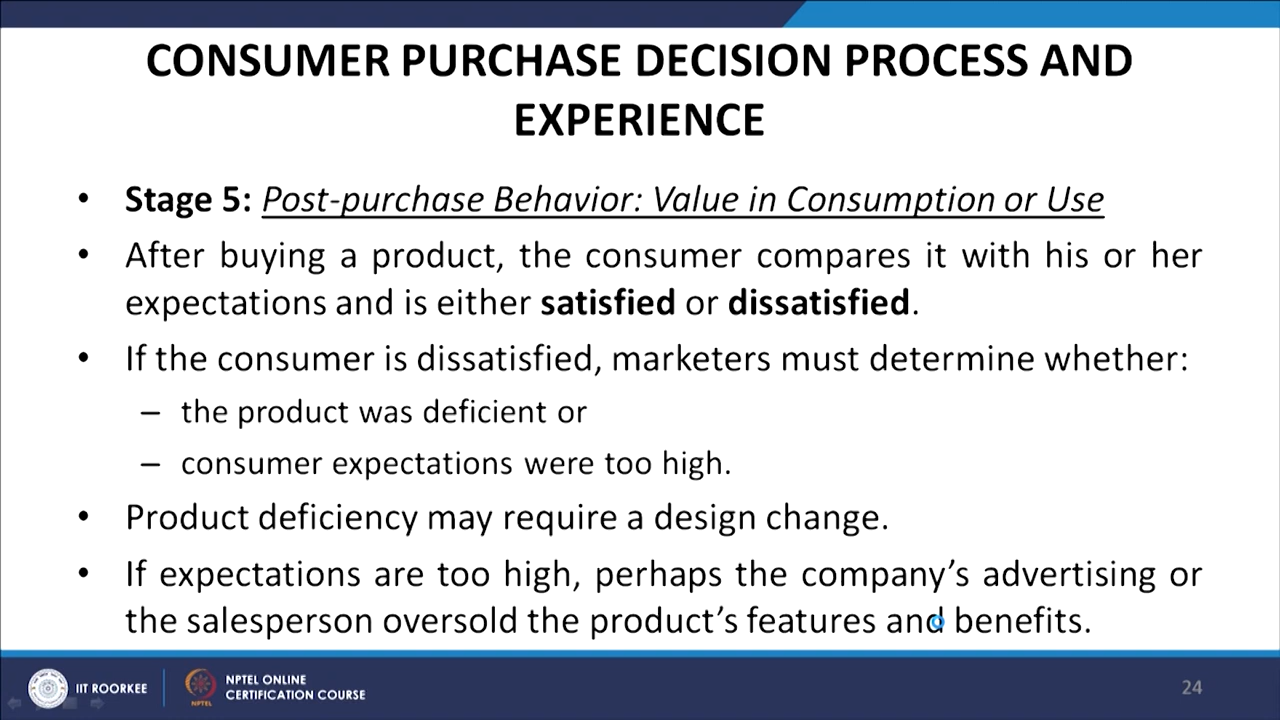 CONSUMER PURCHASE DECISION PROCESS AND
EXPERIENCE
• Stage 5: Post-purchase Behavior: Value in Consumption or Use
• After buying a product, the consumer compares it with his or her
expectations and is either satisfied or dissatisfied.
• If the consumer is dissatisfied, marketers must determine whether:
– the product was deficient or
– consumer expectations were too high.
• Product deficiency may require a design change.
• If expectations are too high, perhaps the company’s advertising or
the salesperson oversold the product’s features and benefits.
IIT ROORKEE
NPTEL
NPTEL ONLINE
CERTIFICATION COURSE
24